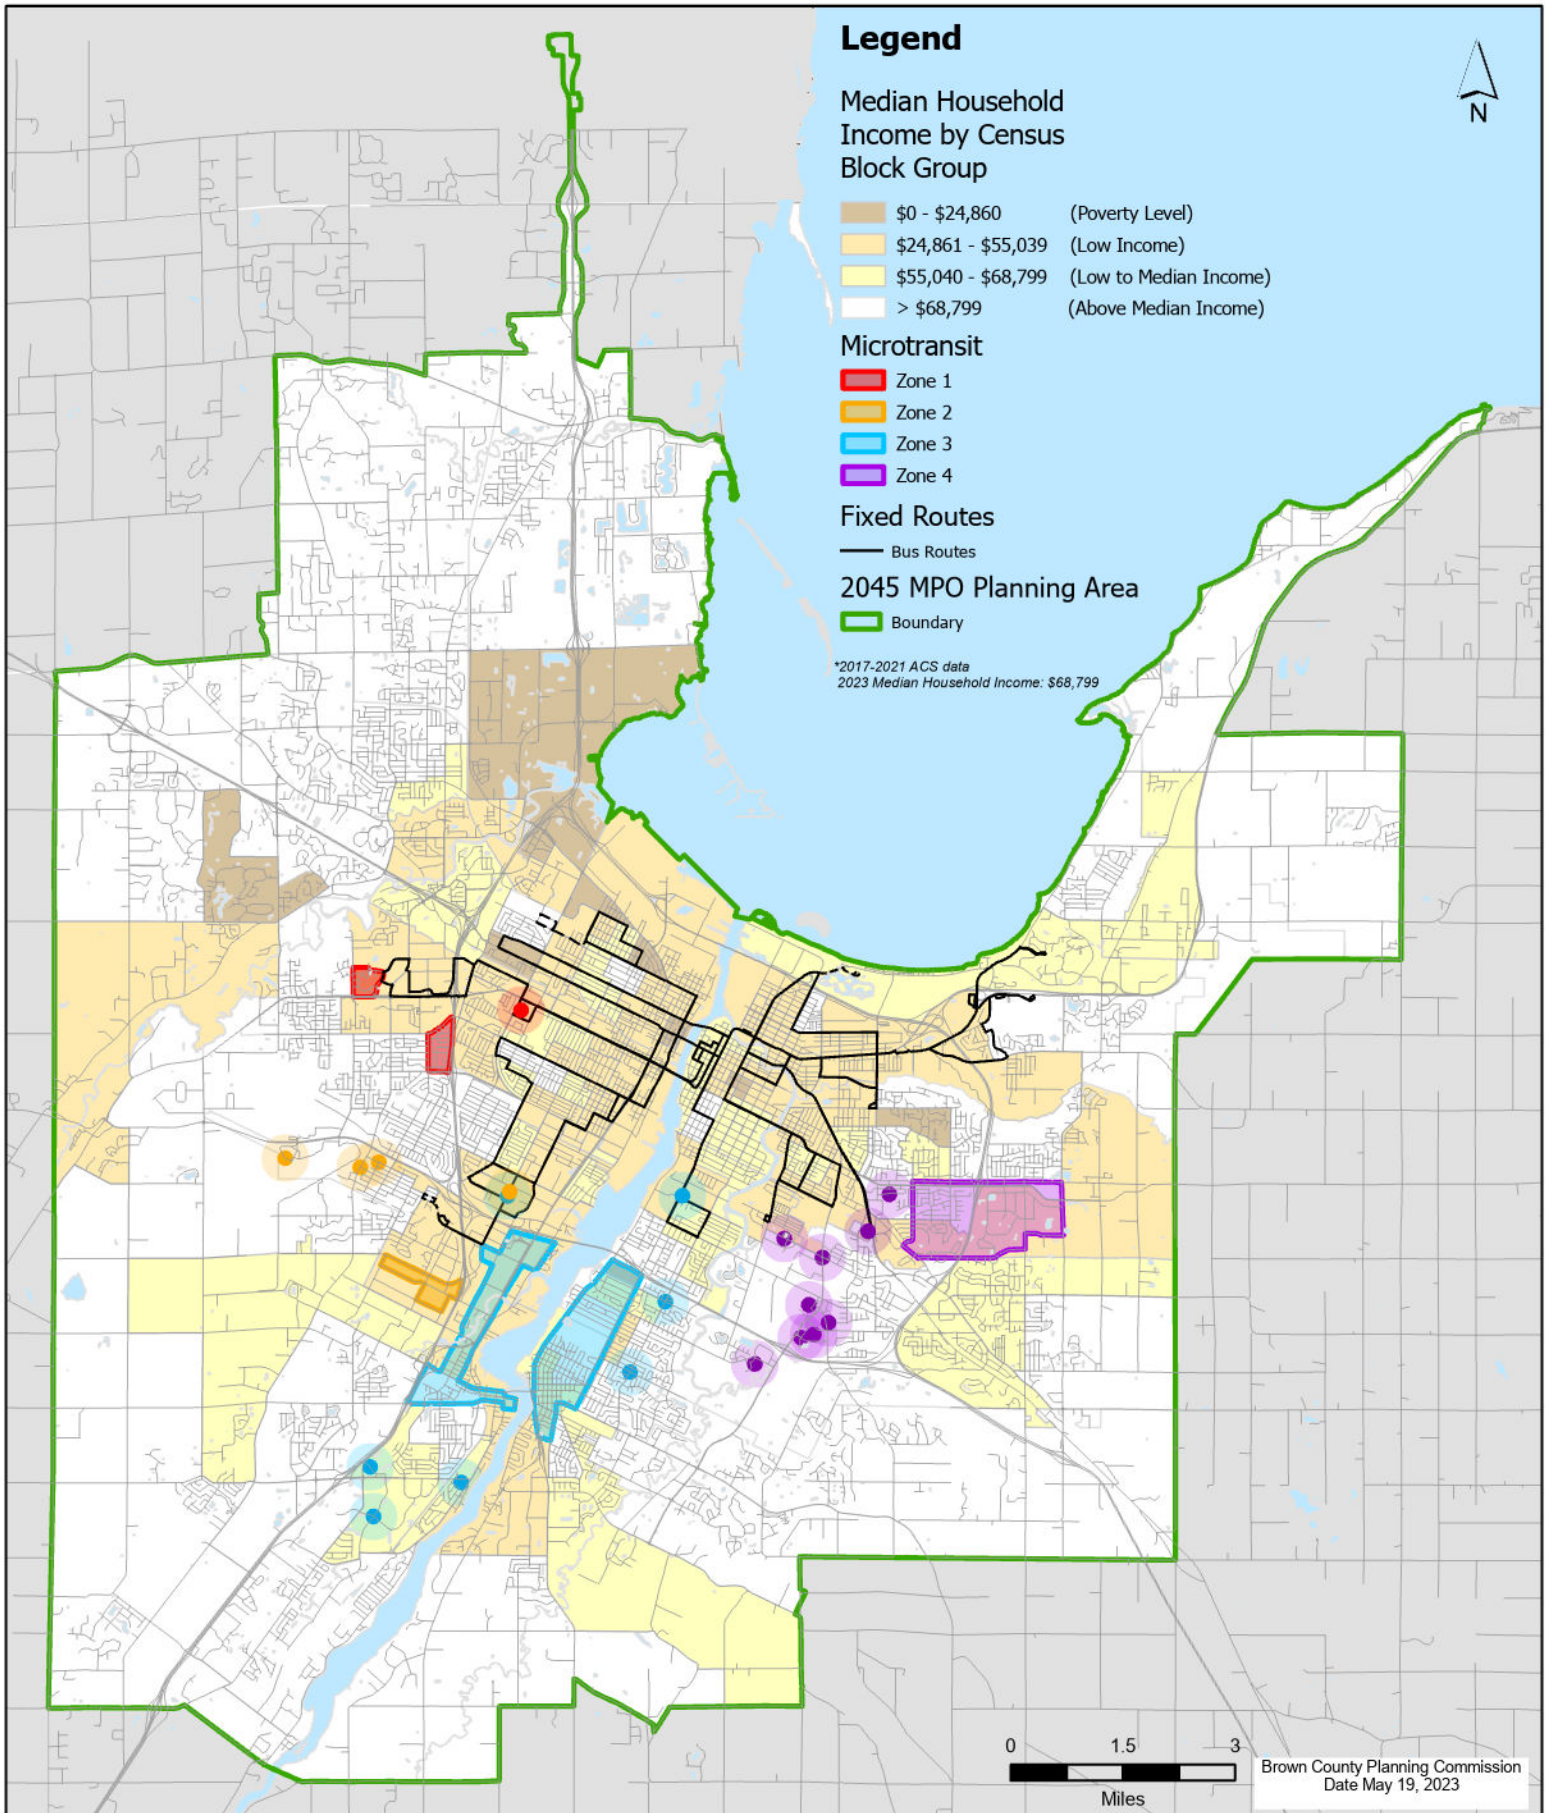 Legend
N
Median Household
Income by Census
Block Group
$0 - $24,860 (Poverty Level)
$24,861 - $55,039 (Low Income)
$55,040 - $68,799 (Low to Median Income)
> $68,799 (Above Median Income)
Microtransit
Zone 1
Zone 2
Zone 3
Zone 4
Fixed Routes
Bus Routes
2045 MPO Planning Area
Boundary
*2017-2021 ACS data
2023 Median Household Income: $68,799
0 1.5 3
Miles
Brown County Planning Commission
Date May 19, 2023